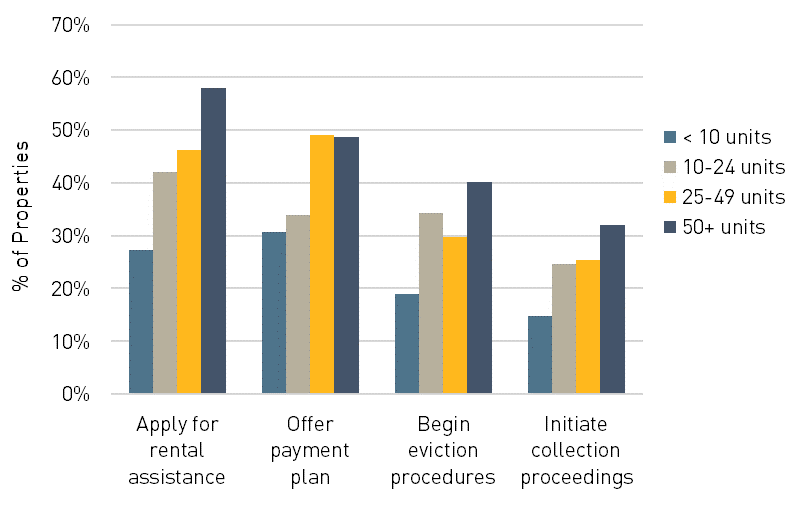 70%
60%
50%
40%
30%
20%
10%
0%
% of Properties
Apply for
rental
assistance
Offer
payment
plan
Begin
eviction
procedures
Initiate
collection
proceedings
< 10 units
10-24 units
25-49 units
50+ units